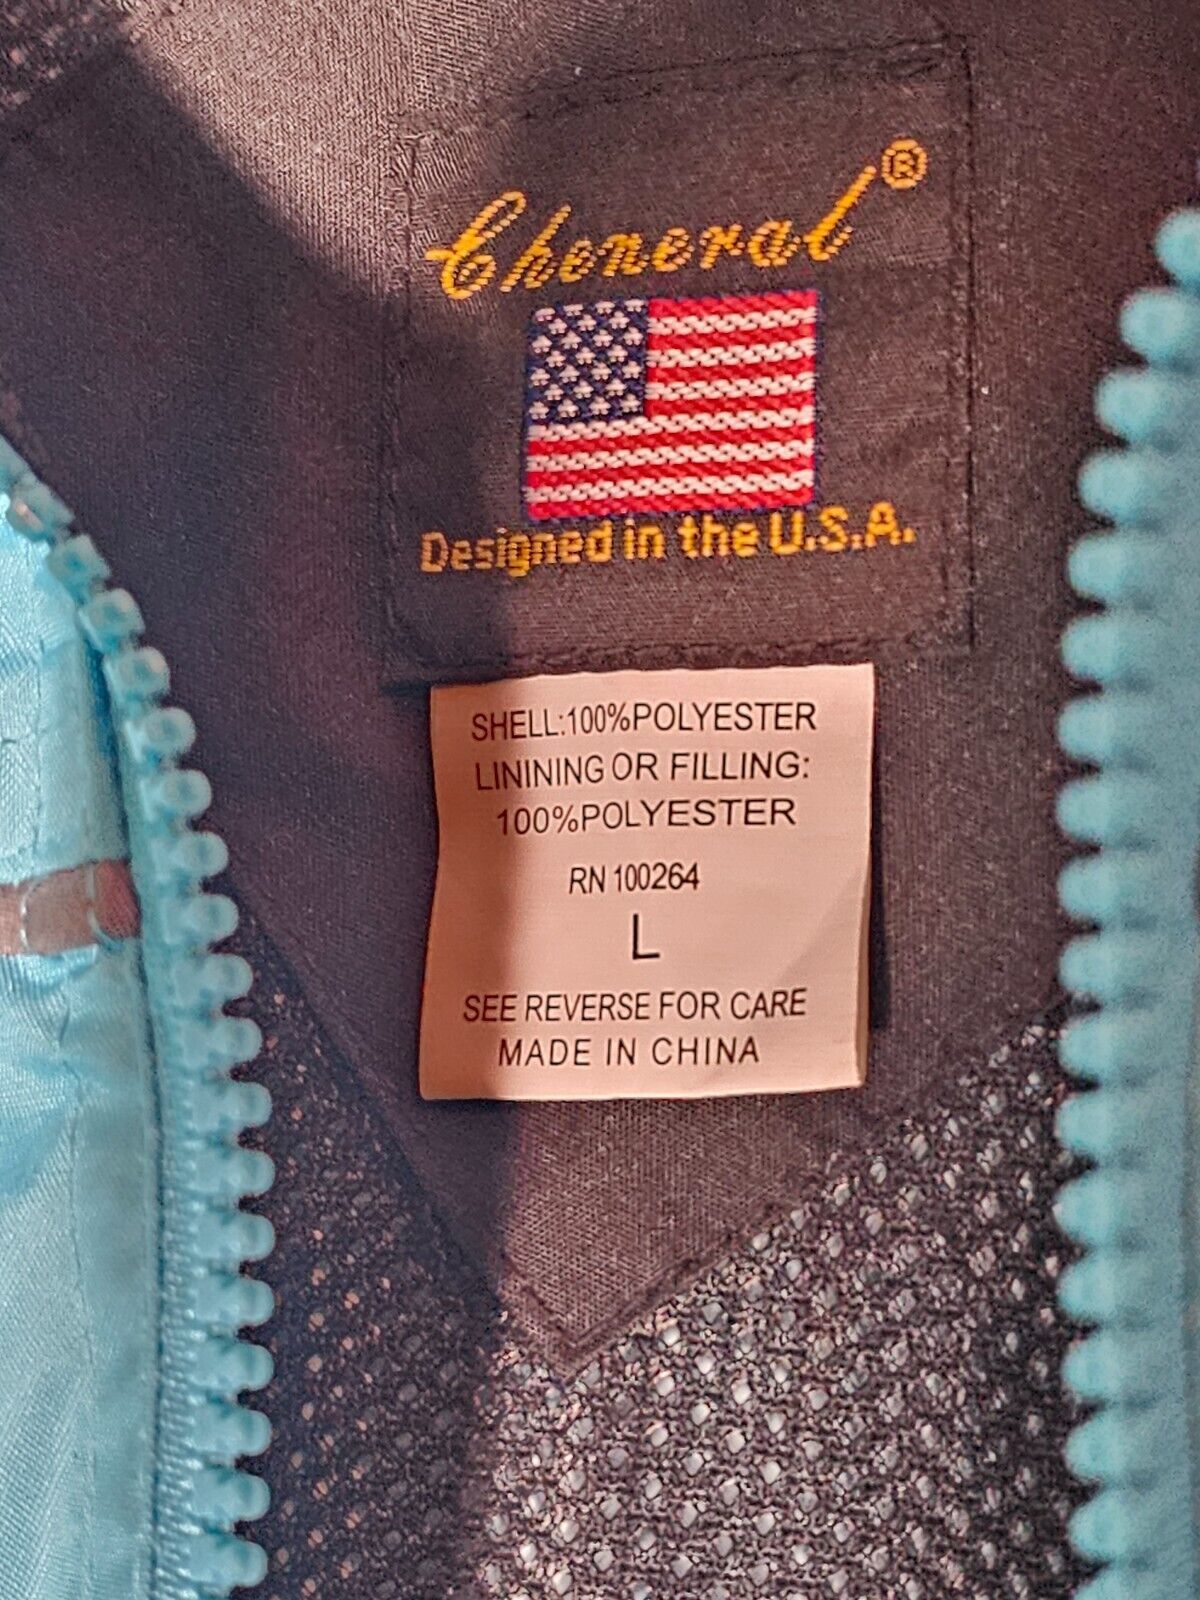 Cheneral®
Designed in the U.S.A.
SHELL:100%POLYESTER
LINING OR FILLING:
100%POLYESTER
RN 100264
L
SEE REVERSE FOR CARE
MADE IN CHINA